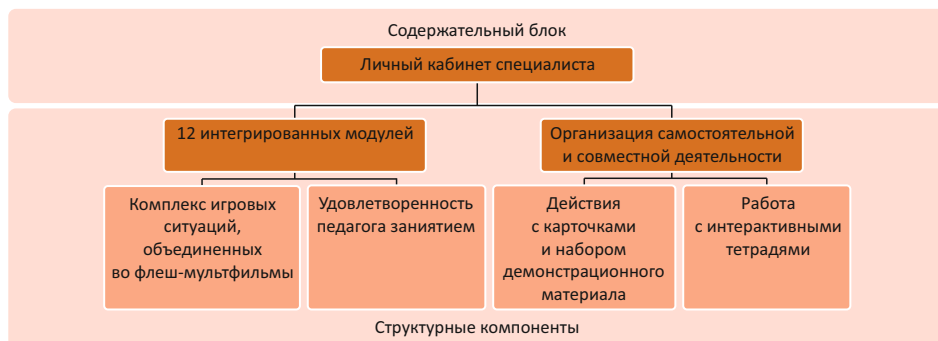 Содержательный блок
Личный кабинет специалиста
12 интегрированных модулей
Организация самостоятельной
и совместной деятельности
Комплекс игровых
ситуаций,
объединенных
во флеш-мультфильмы
Удовлетворенность
педагога заниятием
Действия
с карточками
и набором
демонстрационного
материала
Работа
с интерактивными
тетрадями
Структурные компоненты